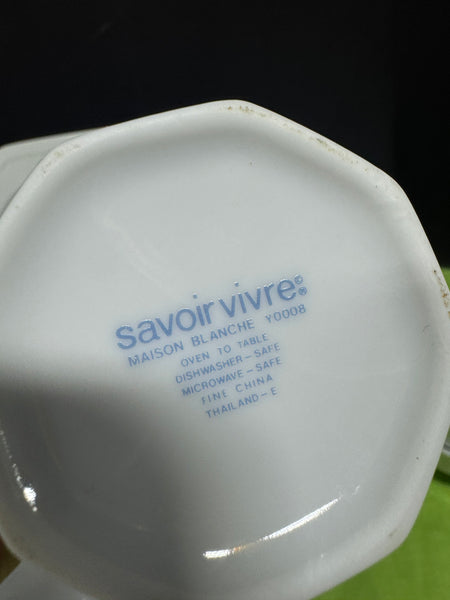 savoir vivre:©®
MAISON BLANCHE Y0008
OVEN TO TABLE
DISHWASHER-SAFE
MICROWAVE-SAFE
FINE CHINA
THAILAND-E